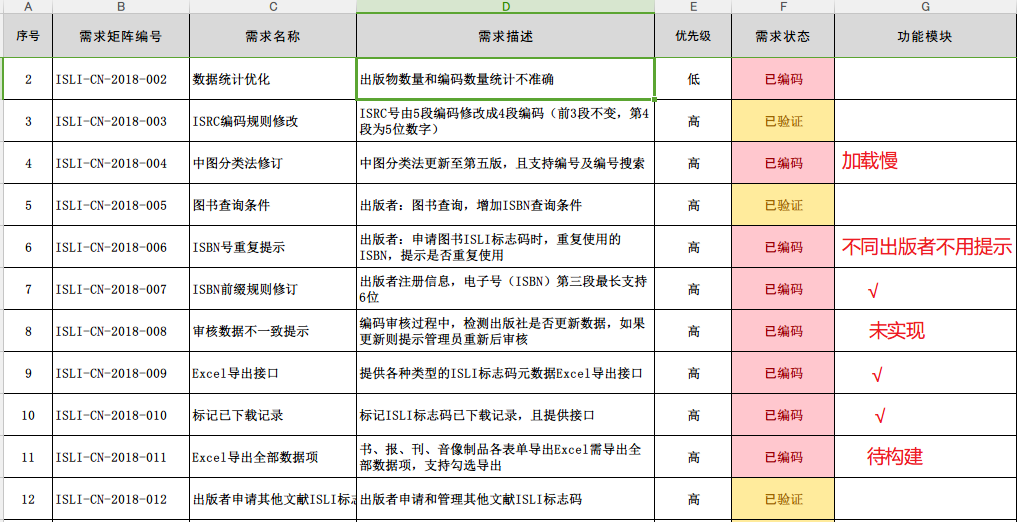 A B C D E F G
序号 需求矩阵编号 需求名称 需求描述 优先级 需求状态 功能模块
2 ISLI-CN-2018-002 数据统计优化 出版物数量和编码数量统计不准确 低 已编码
3 ISLI-CN-2018-003 ISRC编码规则修改 ISRC号由5段编码修改成4段编码（前3段不变，第4
段为5位数字） 高 已验证
4 ISLI-CN-2018-004 中图分类法修订 中图分类法更新至第五版，且支持编号及编号搜索 高 已编码 加载慢
5 ISLI-CN-2018-005 图书查询条件 出版者：图书查询，增加ISBN查询条件 高 已验证
6 ISLI-CN-2018-006 ISBN号重复提示 出版者：申请图书ISLI标志码时，重复使用的
ISBN，提示是否重复使用 高 已编码 不同出版者不用提示
7 ISLI-CN-2018-007 ISBN前缀规则修订 出版者注册信息，电子号（ISBN）第三段最长支持
6位 高 已编码 √
8 ISLI-CN-2018-008 审核数据不一致提示 编码审核过程中，检测出版社是否更新数据，如果
更新则提示管理员重新后审核 高 已编码 未实现
9 ISLI-CN-2018-009 Excel导出接口 提供各种类型的ISLI标志码元数据Excel导出接口 高 已编码 √
10 ISLI-CN-2018-010 标记已下载记录 标记ISLI标志码已下载记录，且提供接口 高 已编码 √
11 ISLI-CN-2018-011 Excel导出全部数据项 书、报、刊、音像制品各表单导出Excel需导出全
部数据项，支持勾选导出 高 已编码 待构建
12 ISLI-CN-2018-012 出版者申请其他文献ISLI标志 出版者申请和管理其他文献ISLI标志码 高 已验证